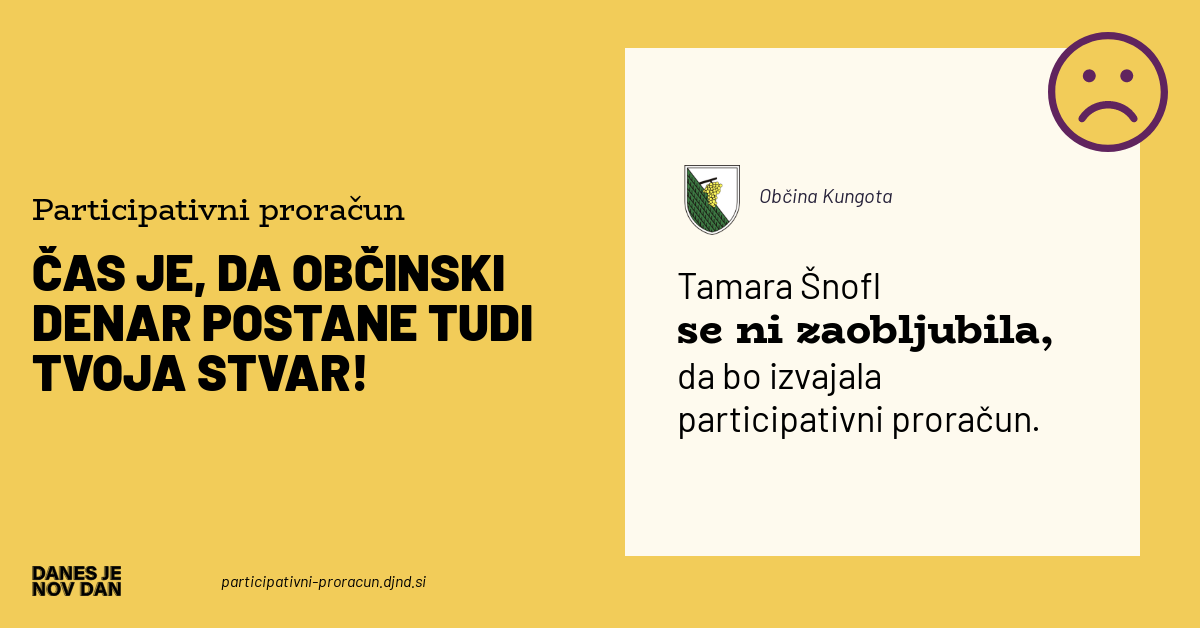 Participativni proračun
ČAS JE, DA OBČINSKI
DENAR POSTANE TUDI
TVOJA STVAR!
DANES JE
NOV DAN
participativni-proracun.djnd.si
Občina Kungota
Tamara Šnofl
se ni zaobljubila,
da bo izvajala
participativni proračun.